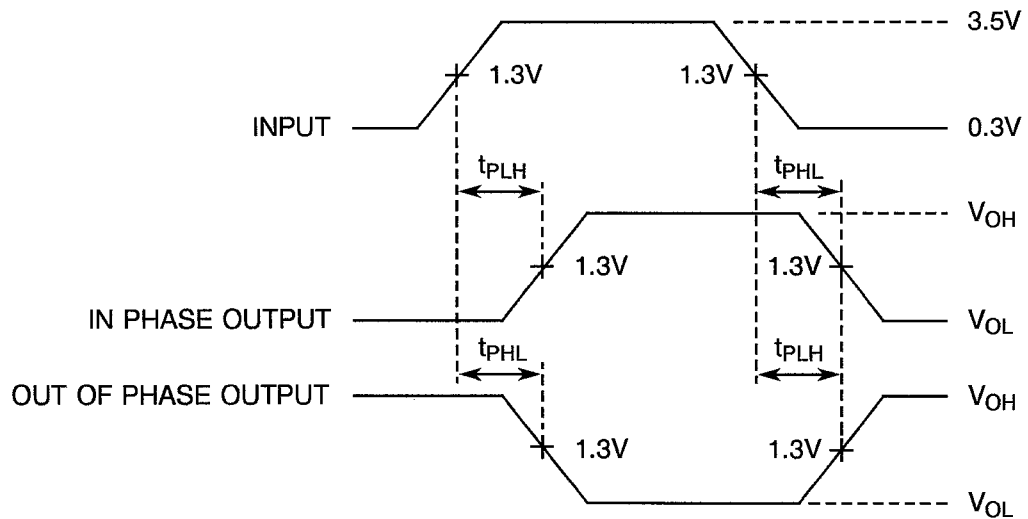 3.5V
1.3V 1.3V
INPUT 0.3V
tPLH tPHL
VOH
1.3V 1.3V
IN PHASE OUTPUT VOL
tPHL tPLH
OUT OF PHASE OUTPUT VOH
1.3V 1.3V
VOL